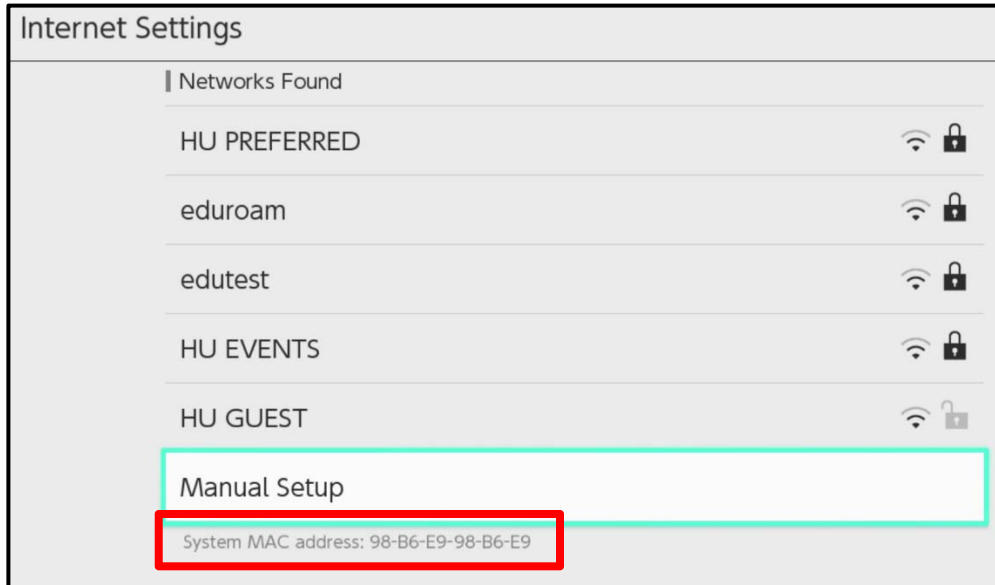 Internet Settings
Networks Found
HU PREFERRED
eduroam
edutest
HU EVENTS
HU GUEST
Manual Setup
System MAC address: 98-B6-E9-98-B6-E9